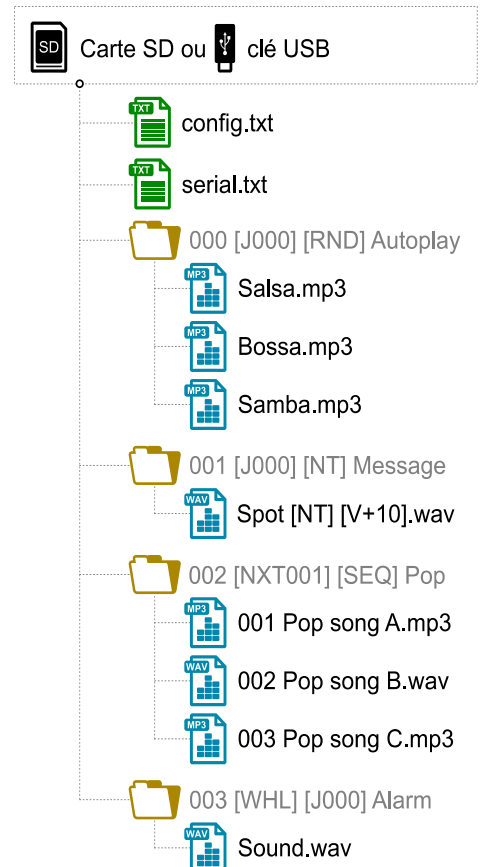 SD Carte SD ou clé USB
TXT config.txt
TXT serial.txt
000 [J000] [RND] Autoplay
MP3 Salsa.mp3
MP3 Bossa.mp3
MP3 Samba.mp3
001 [J000] [NT] Message
WAV Spot [NT] [V+10].wav
002 [NXT001] [SEQ] Pop
MP3 001 Pop song A.mp3
WAV 002 Pop song B.wav
MP3 003 Pop song C.mp3
003 [WHL] [J000] Alarm
WAV Sound.wav